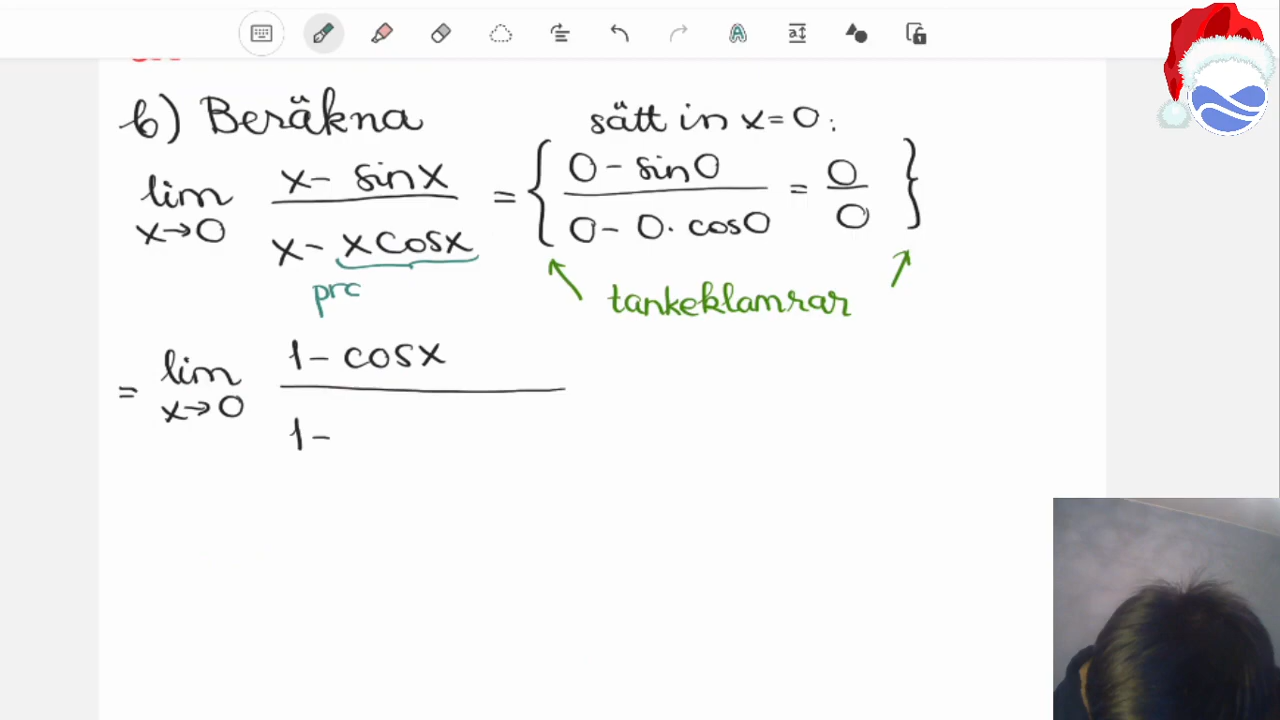 b) Beräkna
sätt in x=0:
lim x→0 (x - sinx)/(x - xcosx) = { (0 - sin0)/(0 - 0·cos0) = 0/0 }
prc
tankeklamrar
= lim x→0 (1 - cosx)/(1 -